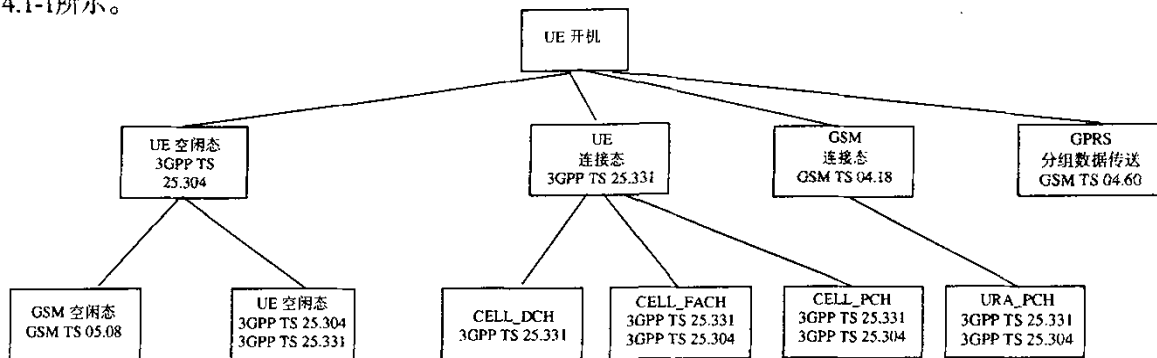 4.1-1所示。
UE 开机
UE 空闲态
3GPP TS
25.304
UE
连接态
3GPP TS 25.331
GSM
连接态
GSM TS 04.18
GPRS
分组数据传送
GSM TS 04.60
GSM 空闲态
GSM TS 05.08
UE 空闲态
3GPP TS 25.304
3GPP TS 25.331
CELL_DCH
3GPP TS 25.331
CELL_FACH
3GPP TS 25.331
3GPP TS 25.304
CELL_PCH
3GPP TS 25.331
3GPP TS 25.304
URA_PCH
3GPP TS 25.331
3GPP TS 25.304